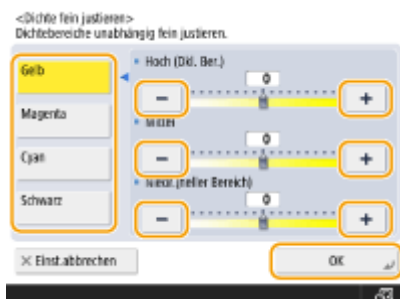 <Dichte fein justieren>
Dichtebereiche unabhängig fein justieren.
Gelb
Magenta
Cyan
Schwarz
Hoch (Dkl. Ber.)
0
− +
Mittel
0
− +
Niedr.(heller Bereich)
0
− +
× Einst.abbrechen
OK